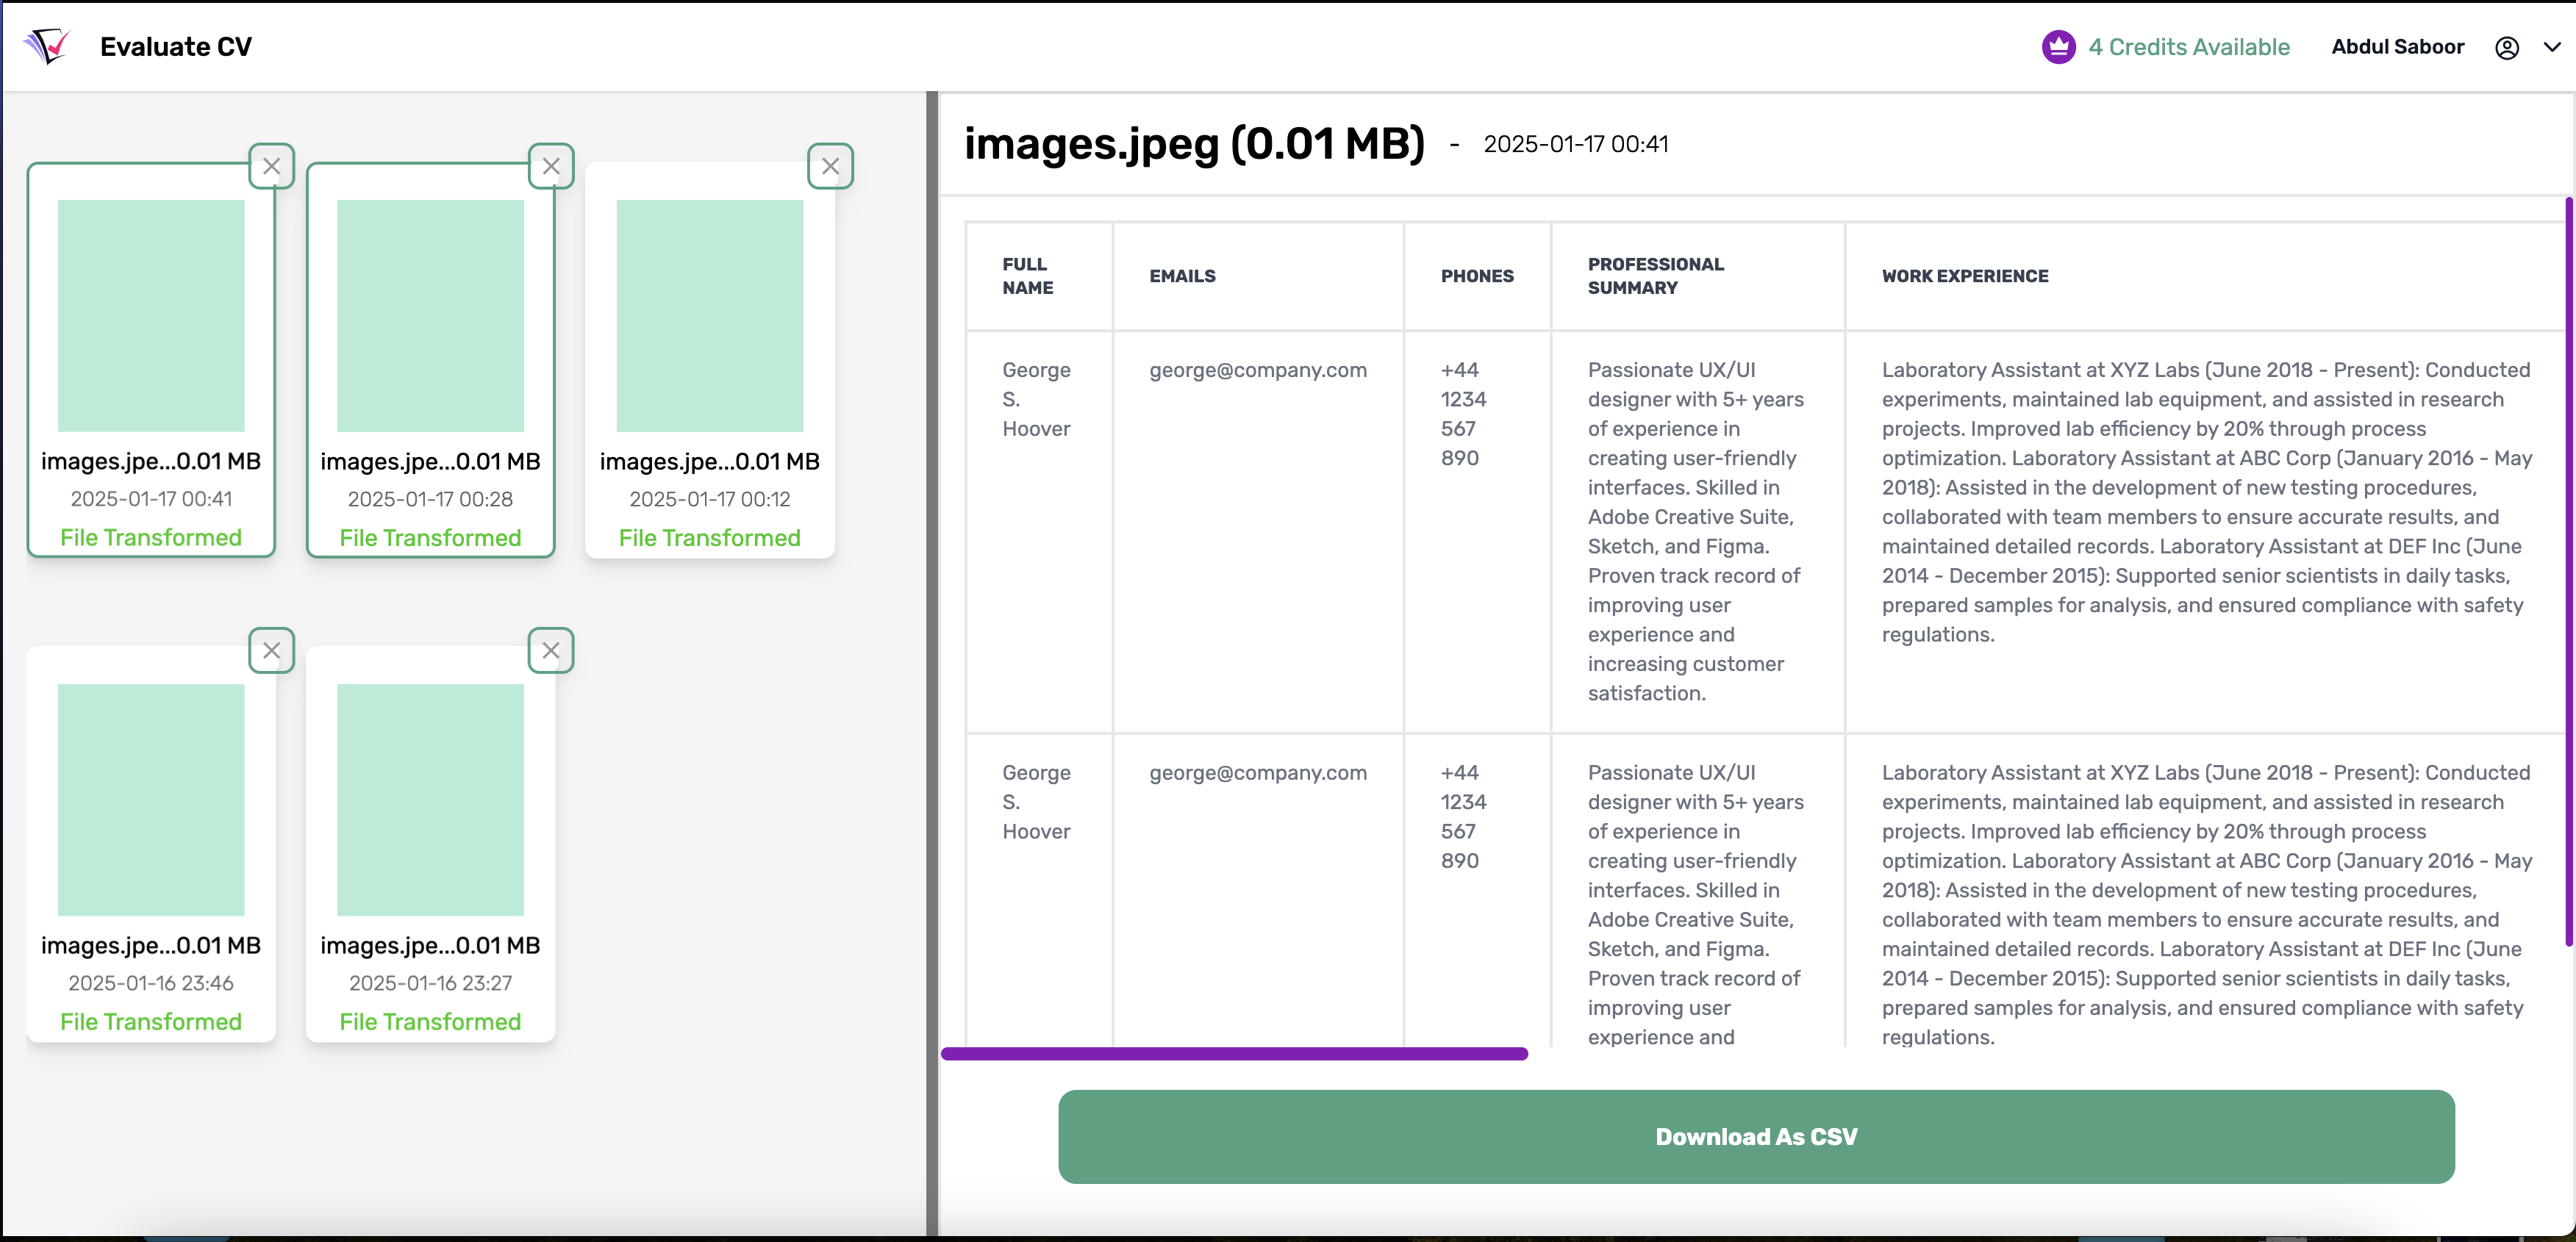 Evaluate CV
4 Credits Available
Abdul Saboor
images.jpe...0.01 MB
2025-01-17 00:41
File Transformed
images.jpe...0.01 MB
2025-01-17 00:28
File Transformed
images.jpe...0.01 MB
2025-01-17 00:12
File Transformed
images.jpe...0.01 MB
2025-01-16 23:46
File Transformed
images.jpe...0.01 MB
2025-01-16 23:27
File Transformed
images.jpeg (0.01 MB) - 2025-01-17 00:41
FULL
NAME
EMAILS
PHONES
PROFESSIONAL
SUMMARY
WORK EXPERIENCE
George
S.
Hoover
george@company.com
+44
1234
567
890
Passionate UX/UI
designer with 5+ years
of experience in
creating user-friendly
interfaces. Skilled in
Adobe Creative Suite,
Sketch, and Figma.
Proven track record of
improving user
experience and
increasing customer
satisfaction.
Laboratory Assistant at XYZ Labs (June 2018 - Present): Conducted
experiments, maintained lab equipment, and assisted in research
projects. Improved lab efficiency by 20% through process
optimization. Laboratory Assistant at ABC Corp (January 2016 - May
2018): Assisted in the development of new testing procedures,
collaborated with team members to ensure accurate results, and
maintained detailed records. Laboratory Assistant at DEF Inc (June
2014 - December 2015): Supported senior scientists in daily tasks,
prepared samples for analysis, and ensured compliance with safety
regulations.
George
S.
Hoover
george@company.com
+44
1234
567
890
Passionate UX/UI
designer with 5+ years
of experience in
creating user-friendly
interfaces. Skilled in
Adobe Creative Suite,
Sketch, and Figma.
Proven track record of
improving user
experience and
Laboratory Assistant at XYZ Labs (June 2018 - Present): Conducted
experiments, maintained lab equipment, and assisted in research
projects. Improved lab efficiency by 20% through process
optimization. Laboratory Assistant at ABC Corp (January 2016 - May
2018): Assisted in the development of new testing procedures,
collaborated with team members to ensure accurate results, and
maintained detailed records. Laboratory Assistant at DEF Inc (June
2014 - December 2015): Supported senior scientists in daily tasks,
prepared samples for analysis, and ensured compliance with safety
regulations.
Download As CSV